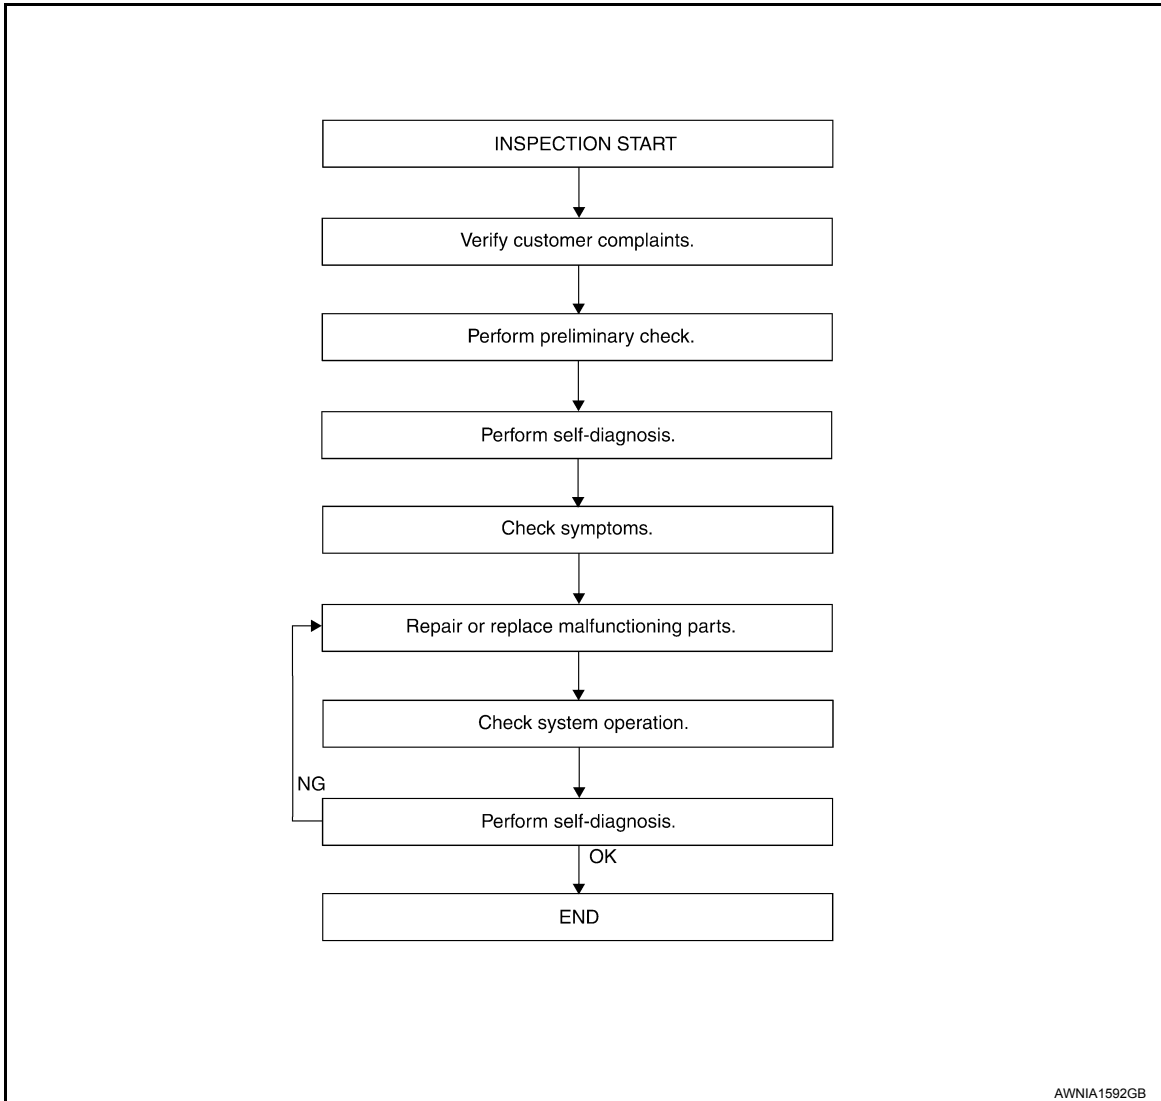 INSPECTION START
Verify customer complaints.
Perform preliminary check.
Perform self-diagnosis.
Check symptoms.
Repair or replace malfunctioning parts.
Check system operation.
NG
Perform self-diagnosis.
OK
END
AWNIA1592GB